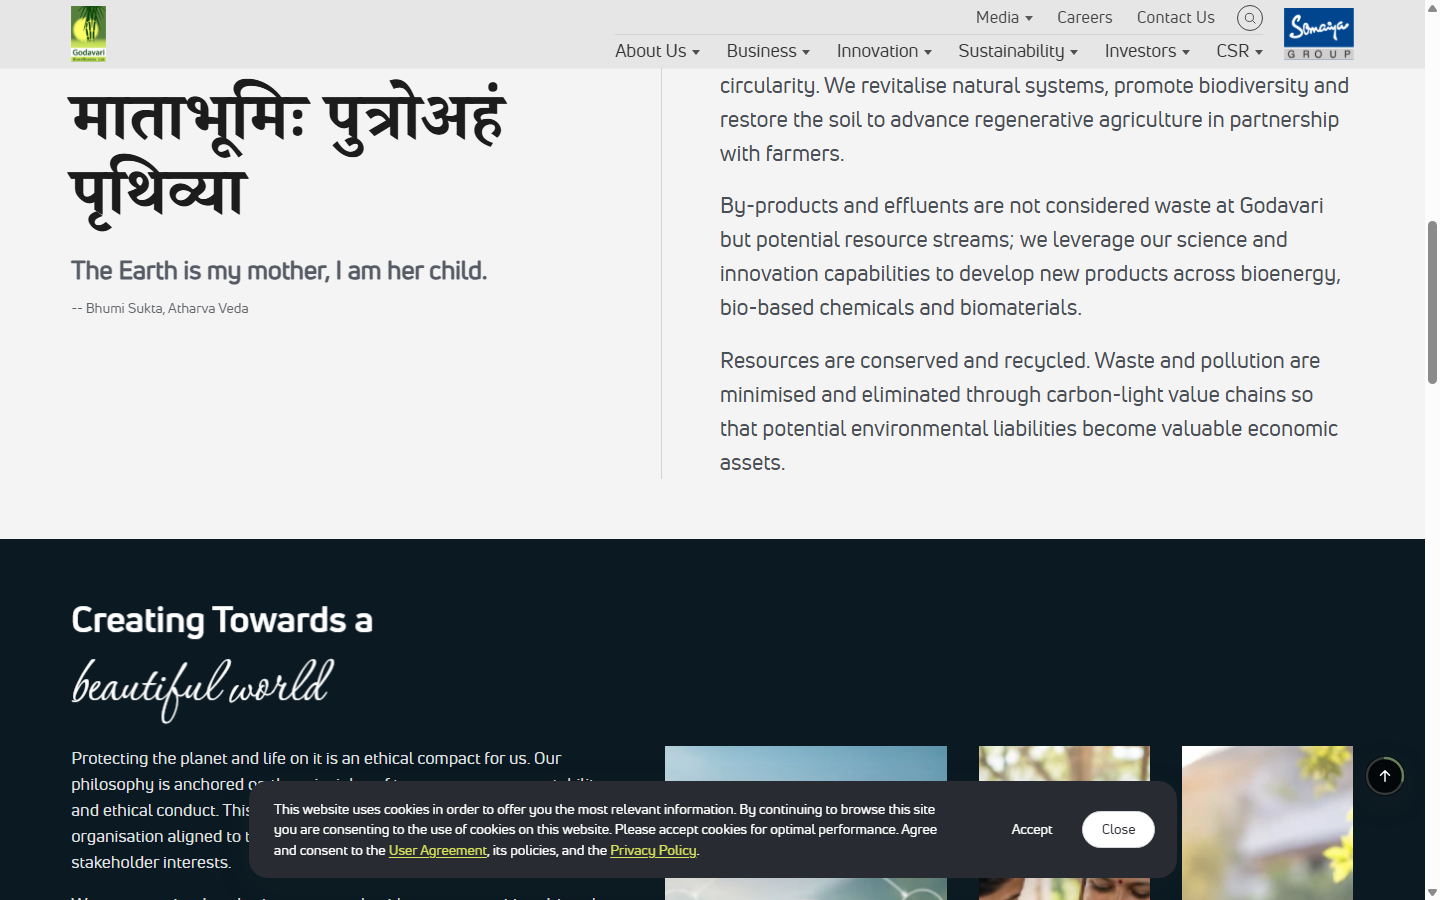 Godavari
Media
Careers
Contact Us
About Us
Business
Innovation
Sustainability
Investors
CSR
Somaiya
GROUP
माताभूमिः पुत्रोअहं
पृथिव्या
The Earth is my mother, I am her child.
-- Bhumi Sukta, Atharva Veda
circularity. We revitalise natural systems, promote biodiversity and
restore the soil to advance regenerative agriculture in partnership
with farmers.
By-products and effluents are not considered waste at Godavari
but potential resource streams; we leverage our science and
innovation capabilities to develop new products across bioenergy,
bio-based chemicals and biomaterials.
Resources are conserved and recycled. Waste and pollution are
minimised and eliminated through carbon-light value chains so
that potential environmental liabilities become valuable economic
assets.
Creating Towards a
beautiful world
Protecting the planet and life on it is an ethical compact for us. Our
philosophy is anchored
and ethical conduct. This
organisation aligned to
stakeholder interests.
This website uses cookies in order to offer you the most relevant information. By continuing to browse this site
you are consenting to the use of cookies on this website. Please accept cookies for optimal performance. Agree
and consent to the User Agreement, its policies, and the Privacy Policy.
Accept
Close